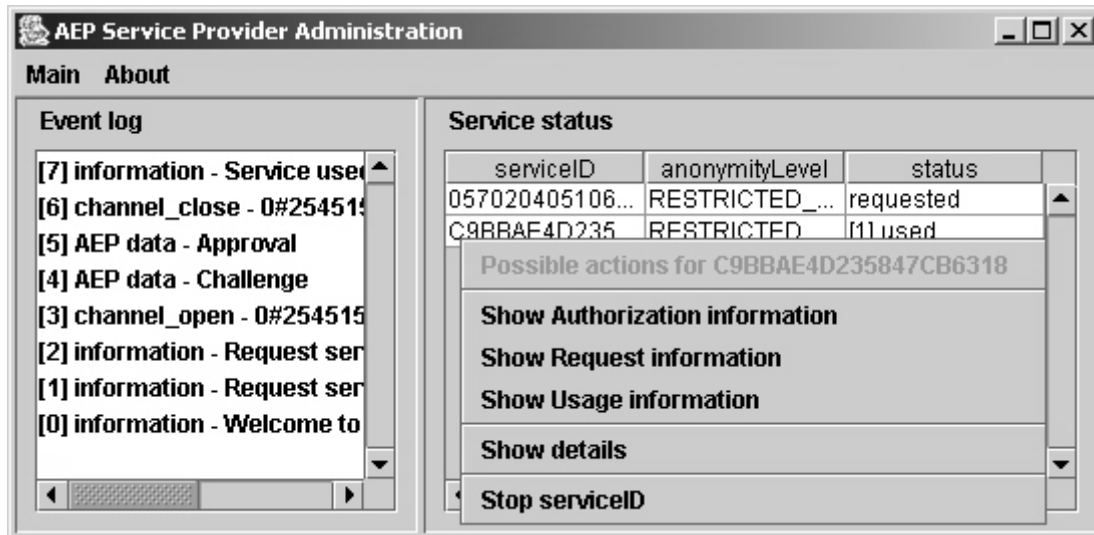 AEP Service Provider Administration
Main About
Event log
[7] information - Service used
[6] channel_close - 0#254515
[5] AEP data - Approval
[4] AEP data - Challenge
[3] channel_open - 0#254515
[2] information - Request ser
[1] information - Request ser
[0] information - Welcome to
Service status
serviceID anonymityLevel status
057020405106... RESTRICTED_... requested
C9BBAE4D235 RESTRICTED [1] used
Possible actions for C9BBAE4D235847CB6318
Show Authorization information
Show Request information
Show Usage information
Show details
Stop serviceID